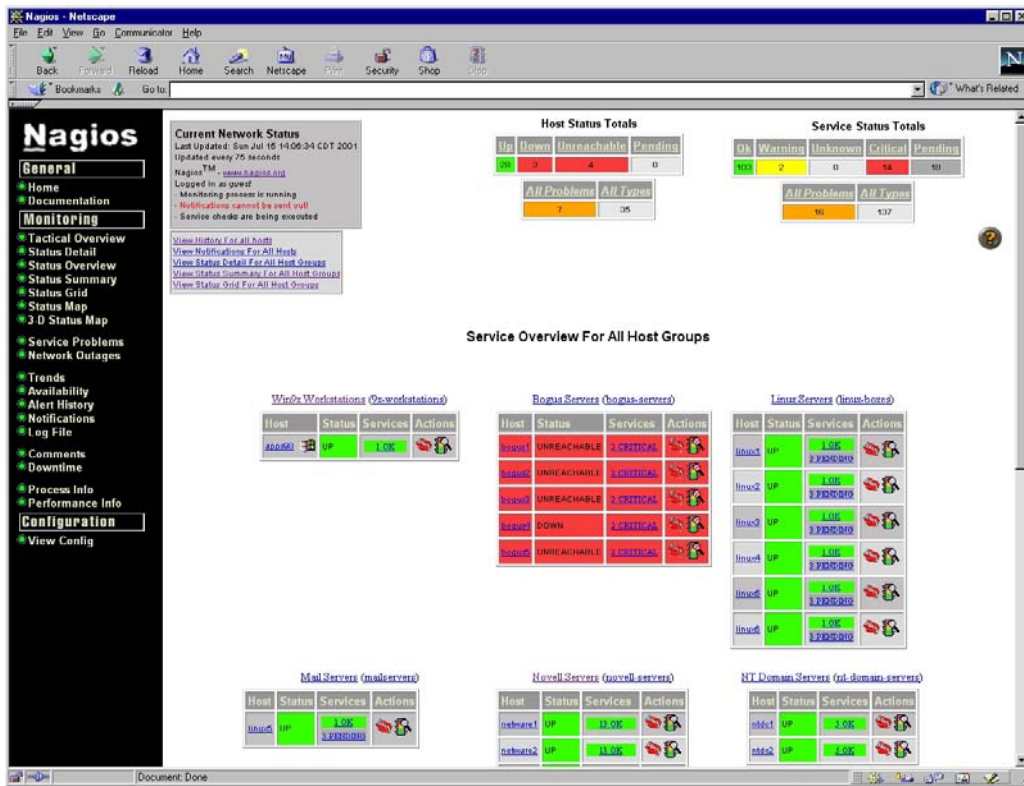 Nagios - Netscape
File Edit View Go Communicator Help
Back Forward Reload Home Search Netscape Print Security Shop Stop
Bookmarks Go to: What's Related
Nagios
General
Home
Documentation
Monitoring
Tactical Overview
Status Detail
Status Overview
Status Summary
Status Grid
Status Map
3-D Status Map
Service Problems
Network Outages
Trends
Availability
Alert History
Notifications
Log File
Comments
Downtime
Process Info
Performance Info
Configuration
View Config
Current Network Status
Last Updated: Sun Jul 15 14:06:34 CDT 2001
Updated every 75 seconds
Nagios™ - www.nagios.org
Logged in as guest
- Monitoring process is running
- Notifications cannot be sent out!
- Service checks are being executed
View History For all hosts
View Notifications For All Hosts
View Status Detail For All Host Groups
View Status Summary For All Host Groups
View Status Grid For All Host Groups
Host Status Totals
Up Down Unreachable Pending
28 3 4 0
All Problems All Types
7 35
Service Status Totals
Ok Warning Unknown Critical Pending
103 2 0 14 18
All Problems All Types
16 137
?
Service Overview For All Host Groups
Win9x Workstations (9x-workstations)
Host Status Services Actions
UP 1 OK
Bogus Servers (bogus-servers)
Host Status Services Actions
bogus1 UNREACHABLE 2 CRITICAL
bogus2 UNREACHABLE 2 CRITICAL
bogus3 UNREACHABLE 2 CRITICAL
bogus4 DOWN 2 CRITICAL
bogus5 UNREACHABLE 2 CRITICAL
Linux Servers (linux-boxes)
Host Status Services Actions
linux1 UP 1 OK
3 PENDING
linux2 UP 1 OK
3 PENDING
linux3 UP 1 OK
3 PENDING
linux4 UP 1 OK
3 PENDING
linux5 UP 1 OK
3 PENDING
linux6 UP 1 OK
3 PENDING
Mail Servers (mailservers)
Host Status Services Actions
linux5 UP 1 OK
3 PENDING
Novell Servers (novell-servers)
Host Status Services Actions
netware1 UP 13 OK
netware2 UP 13 OK
NT Domain Servers (nt-domain-servers)
Host Status Services Actions
ntdc1 UP
ntdc2 UP
Document: Done